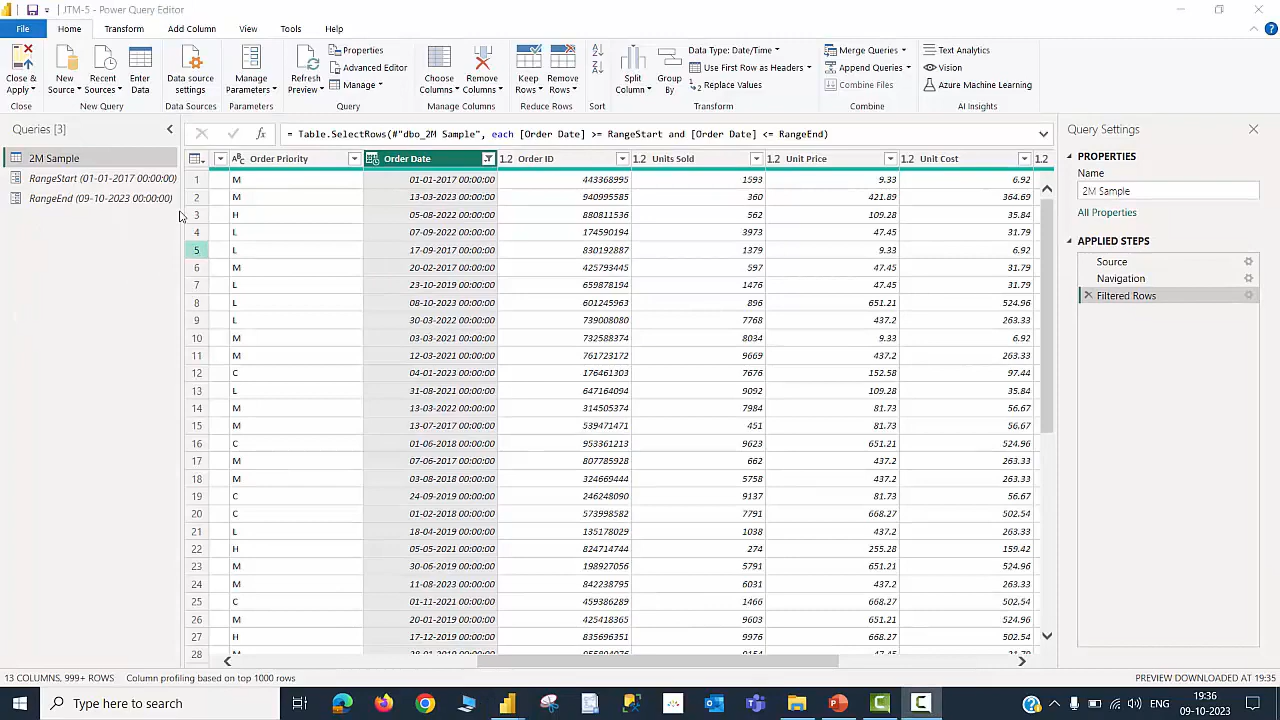 JTM-5 - Power Query Editor
File Home Transform Add Column View Tools Help
Close & Apply
New Source
Recent Sources
Enter Data
Data source settings
Manage Parameters
Refresh Preview
Properties
Advanced Editor
Manage
Choose Columns
Remove Columns
Keep Rows
Remove Rows
Split Column
Group By
Data Type: Date/Time
Use First Row as Headers
Replace Values
Merge Queries
Append Queries
Combine Files
Text Analytics
Vision
Azure Machine Learning
Close New Query Data Sources Parameters Query Manage Columns Reduce Rows Sort Transform Combine AI Insights
Queries [3]
2M Sample
RangeStart (01-01-2017 00:00:00)
RangeEnd (09-10-2023 00:00:00)
= Table.SelectRows(#"dbo_2M Sample", each [Order Date] >= RangeStart and [Order Date] <= RangeEnd)
Order Priority Order Date 1.2 Order ID 1.2 Units Sold 1.2 Unit Price 1.2 Unit Cost 1.2
1 M 01-01-2017 00:00:00 443368995 1593 9.33 6.92
2 M 13-03-2023 00:00:00 940995585 360 421.89 364.69
3 H 05-08-2022 00:00:00 880811536 562 109.28 35.84
4 L 07-09-2022 00:00:00 174590194 3973 47.45 31.79
5 L 17-09-2017 00:00:00 830192887 1379 9.33 6.92
6 M 20-02-2017 00:00:00 425793445 597 47.45 31.79
7 L 23-10-2019 00:00:00 659878194 1476 47.45 31.79
8 L 08-10-2023 00:00:00 601245963 896 651.21 524.96
9 L 30-03-2022 00:00:00 739008080 7768 437.2 263.33
10 M 03-03-2021 00:00:00 732588374 8034 9.33 6.92
11 M 12-03-2021 00:00:00 761723172 9669 437.2 263.33
12 C 04-01-2023 00:00:00 176461303 7676 152.58 97.44
13 L 31-08-2021 00:00:00 647164094 9092 109.28 35.84
14 M 13-03-2022 00:00:00 314505374 7984 81.73 56.67
15 M 13-07-2017 00:00:00 539471471 451 81.73 56.67
16 C 01-06-2018 00:00:00 953361213 9623 651.21 524.96
17 M 07-06-2017 00:00:00 807785928 662 437.2 263.33
18 M 03-08-2018 00:00:00 324669444 5758 437.2 263.33
19 C 24-09-2019 00:00:00 246248090 9137 81.73 56.67
20 C 01-02-2018 00:00:00 573998582 7791 668.27 502.54
21 L 18-04-2019 00:00:00 135178029 1038 437.2 263.33
22 H 05-05-2021 00:00:00 824714744 274 255.28 159.42
23 M 30-06-2019 00:00:00 198927056 5791 651.21 524.96
24 M 11-08-2023 00:00:00 842238795 6031 437.2 263.33
25 C 01-11-2021 00:00:00 459386289 1466 668.27 502.54
26 M 20-01-2019 00:00:00 425418365 9603 651.21 524.96
27 H 17-12-2019 00:00:00 835696351 9976 668.27 502.54
28
Query Settings
PROPERTIES
Name
2M Sample
All Properties
APPLIED STEPS
Source
Navigation
Filtered Rows
13 COLUMNS, 999+ ROWS Column profiling based on top 1000 rows PREVIEW DOWNLOADED AT 19:35
Type here to search
ENG
19:36
09-10-2023